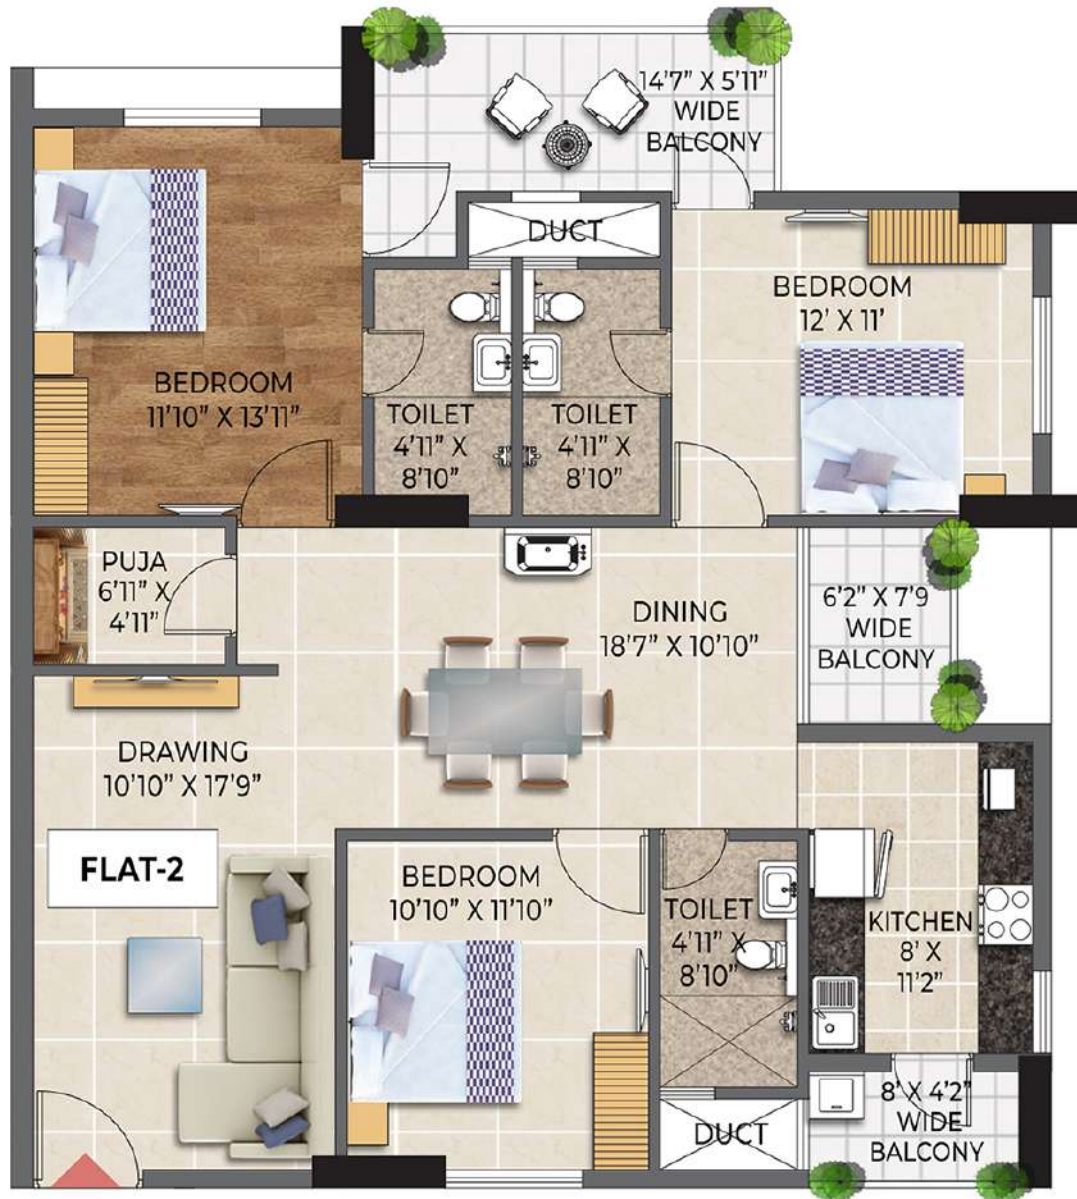 14'7" X 5'11"
WIDE
BALCONY
DUCT
BEDROOM
12' X 11'
BEDROOM
11'10" X 13'11"
TOILET
4'11" X
8'10"
TOILET
4'11" X
8'10"
PUJA
6'11" X
4'11"
DINING
18'7" X 10'10"
6'2" X 7'9
WIDE
BALCONY
DRAWING
10'10" X 17'9"
FLAT-2
BEDROOM
10'10" X 11'10"
TOILET
4'11" X
8'10"
KITCHEN
8' X
11'2"
8' X 4'2"
WIDE
BALCONY
DUCT